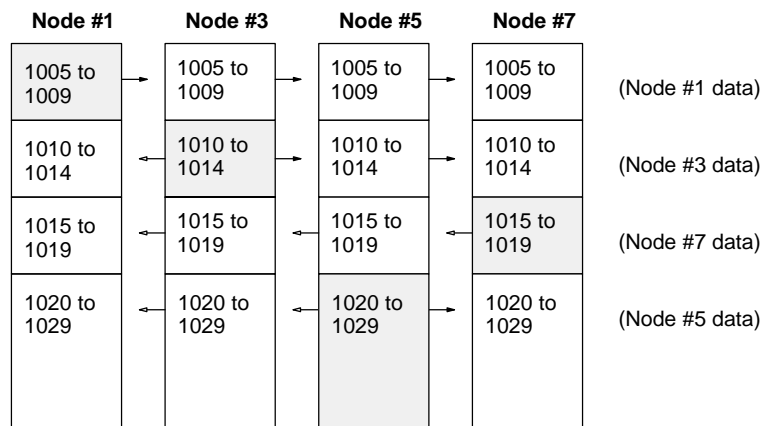 Node #1 Node #3 Node #5 Node #7
1005 to 1005 to 1005 to 1005 to
1009 1009 1009 1009 (Node #1 data)
1010 to 1010 to 1010 to 1010 to
1014 1014 1014 1014 (Node #3 data)
1015 to 1015 to 1015 to 1015 to
1019 1019 1019 1019 (Node #7 data)
1020 to 1020 to 1020 to 1020 to
1029 1029 1029 1029 (Node #5 data)